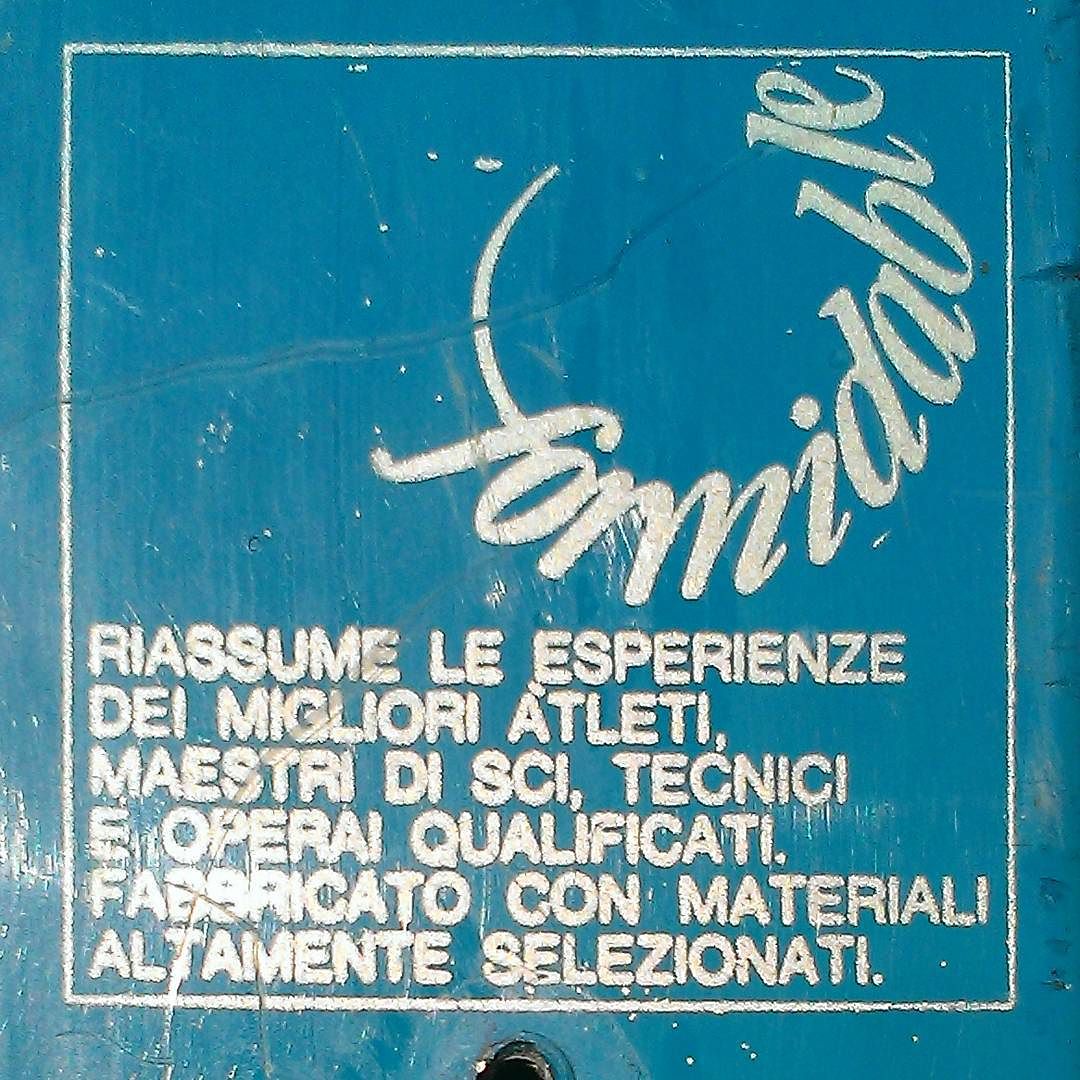 formidable
RIASSUME LE ESPERIENZE
DEI MIGLIORI ATLETI,
MAESTRI DI SCI, TECNICI
E OPERAI QUALIFICATI.
FABBRICATO CON MATERIALI
ALTAMENTE SELEZIONATI.